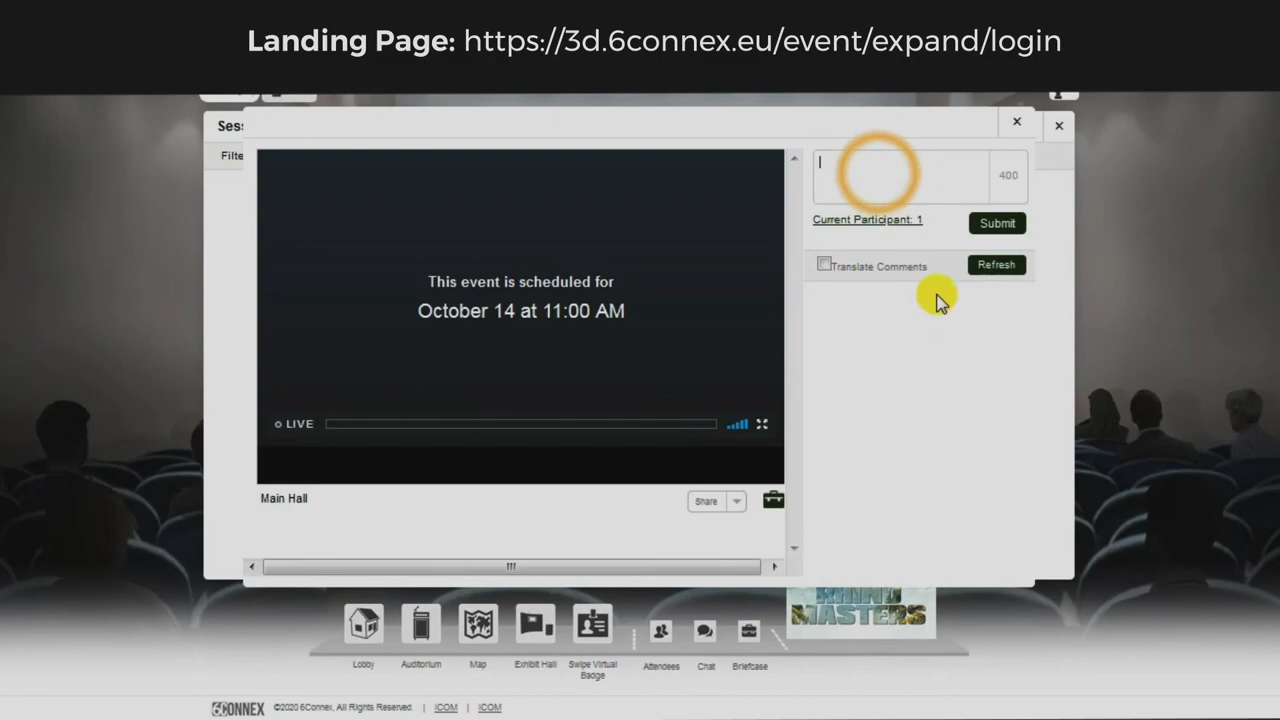 Landing Page: https://3d.6connex.eu/event/expand/login
Sess
Filte
400
Current Participant: 1
Submit
Translate Comments
Refresh
This event is scheduled for
October 14 at 11:00 AM
LIVE
Main Hall
Share
RHINO
MASTERS
Lobby
Auditorium
Map
Exhibit Hall
Swipe Virtual
Badge
Attendees
Chat
Briefcase
6CONNEX ©2020 6Connex, All Rights Reserved. | iCOM | iCOM